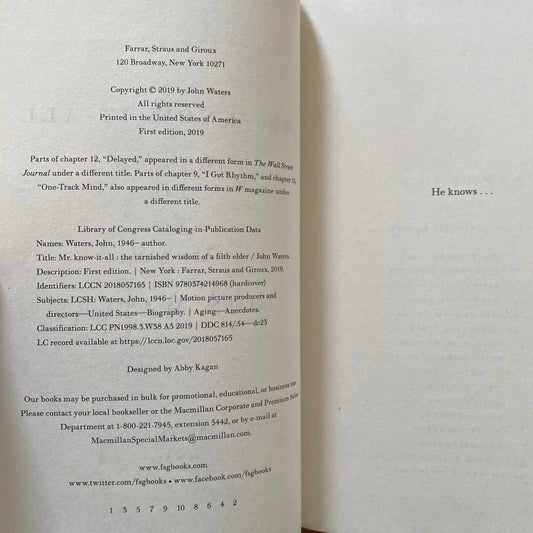 Farrar, Straus and Giroux
120 Broadway, New York 10271
Copyright © 2019 by John Waters
All rights reserved
Printed in the United States of America
First edition, 2019
Parts of chapter 12, “Delayed,” appeared in a different form in The Wall Street
Journal under a different title. Parts of chapter 9, “I Got Rhythm,” and chapter
“One-Track Mind,” also appeared in different forms in W magazine under
a different title.
Library of Congress Cataloging-in-Publication Data
Names: Waters, John, 1946– author.
Title: Mr. know-it-all : the tarnished wisdom of a filth elder / John Waters.
Description: First edition. | New York : Farrar, Straus and Giroux, 2019.
Identifiers: LCCN 2018057165 | ISBN 9780374214968 (hardcover)
Subjects: LCSH: Waters, John, 1946– | Motion picture producers and
directors—United States—Biography. | Aging—Anecdotes.
Classification: LCC PN1998.3.W38 A3 2019 | DDC 814/.54—dc23
LC record available at https://lccn.loc.gov/2018057165
Designed by Abby Kagan
Our books may be purchased in bulk for promotional, educational, or business use.
Please contact your local bookseller or the Macmillan Corporate and Premium Sales
Department at 1-800-221-7945, extension 5442, or by e-mail at
MacmillanSpecialMarkets@macmillan.com.
www.fsgbooks.com
www.twitter.com/fsgbooks • www.facebook.com/fsgbooks
1 3 5 7 9 10 8 6 4 2
He knows . . .